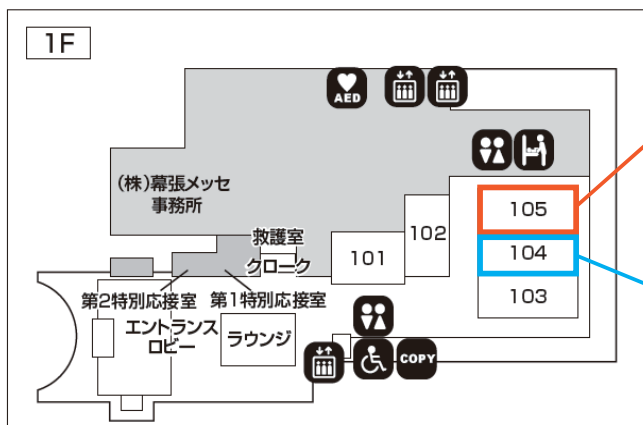 1F
AED
(株)幕張メッセ
事務所
105
102
救護室
104
101
クローク
103
第2特別応接室
第1特別応接室
エントランス
ロビー
ラウンジ
COPY